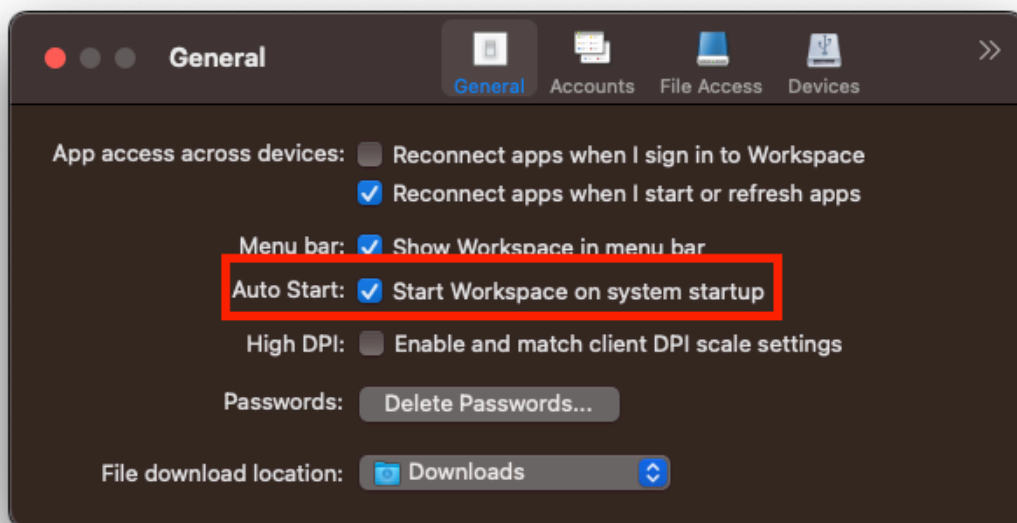 General
General Accounts File Access Devices
App access across devices: Reconnect apps when I sign in to Workspace
Reconnect apps when I start or refresh apps
Menu bar: Show Workspace in menu bar
Auto Start: Start Workspace on system startup
High DPI: Enable and match client DPI scale settings
Passwords: Delete Passwords...
File download location: Downloads